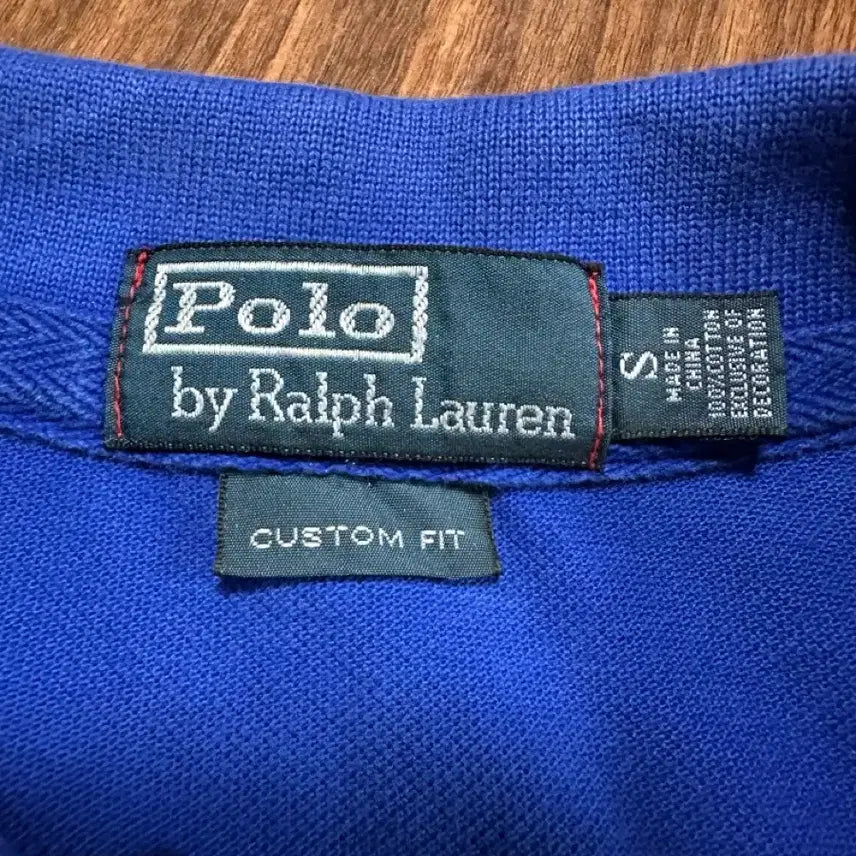 Polo
by Ralph Lauren
S
MADE IN
CHINA
100% COTTON
EXCLUSIVE OF
DECORATION
CUSTOM FIT